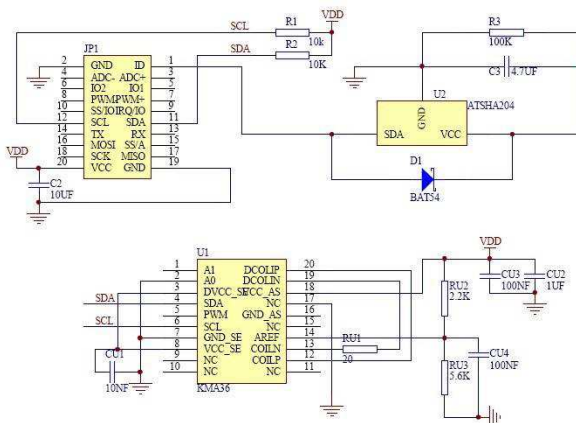 SCL R1 VDD
JP1 10k R3
SDA R2 100K
2 GND ID 1 10K
4 ADC- ADC+ 3 C3 4.7UF
6 IO2 IO1 5
8 PWM PWM+ 7 U2
10 SS/IO IRQ/IO 9 ATSHA204
12 SCL SDA 11 GND
14 TX RX 13 SDA VCC
16 MOSI SS/A 15
18 SCK MISO 17
VDD 20 VCC GND 19 D1
C2 BAT54
10UF
U1
VDD
1 A1 DCOLIP 20
2 A0 DCOLIN 19
3 DVCC_SE VCC_AS 18 RU2 CU3 CU2
SDA 4 SDA NC 17 2.2K 100NF 1UF
5 PWM GND_AS 16
SCL 6 SCL NC 15
7 GND_SE AREF 14 RU1
8 VCC_SE COILN 13
CU1 9 NC COILP 12 20 RU3 CU4
10 NC NC 11 5.6K 100NF
10NF KMA36